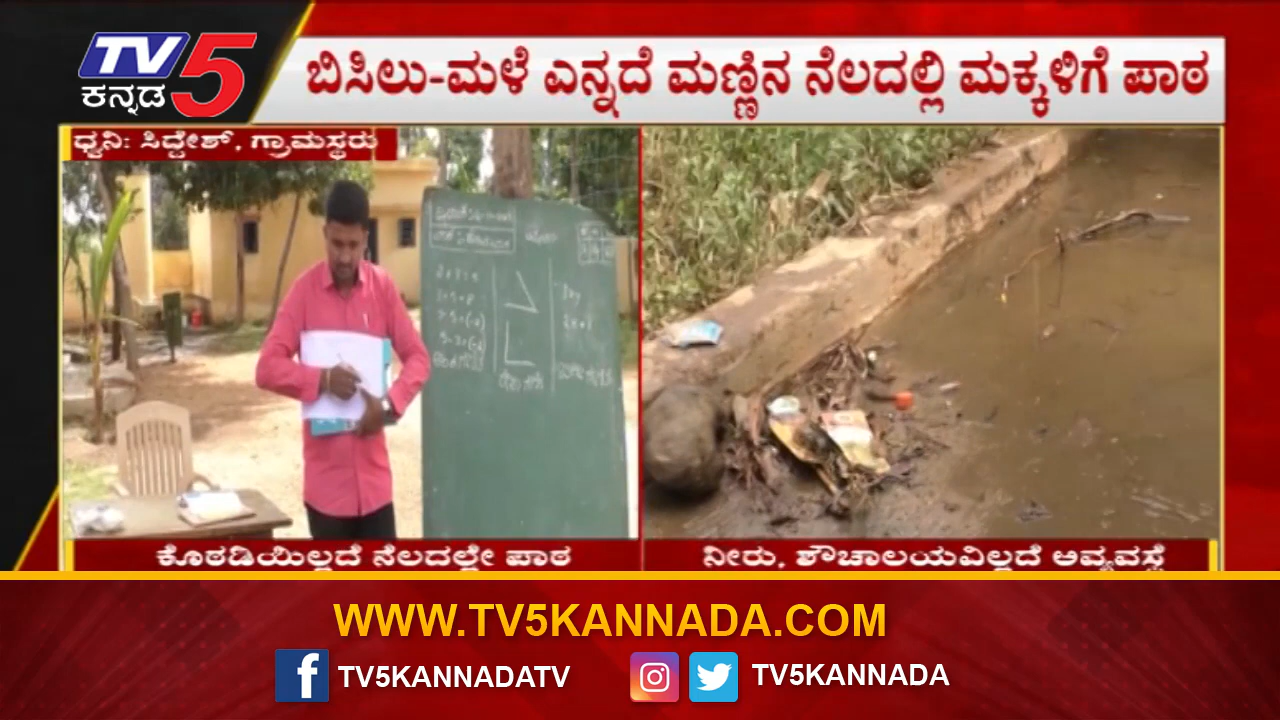 TV5
ಕನ್ನಡ
ಬಿಸಿಲು-ಮಳೆ ಎನ್ನದೆ ಮಣ್ಣಿನ ನೆಲದಲ್ಲಿ ಮಕ್ಕಳಿಗೆ ಪಾಠ
ಧ್ವನಿ: ಸಿದ್ದೇಶ್, ಗ್ರಾಮಸ್ಥರು
ಕೊಠಡಿಯಿಲ್ಲದೆ ನೆಲದಲ್ಲೇ ಪಾಠ
ನೀರು, ಶೌಚಾಲಯವಿಲ್ಲದೆ ಅವ್ಯವಸ್ಥೆ
WWW.TV5KANNADA.COM
TV5KANNADATV
TV5KANNADA